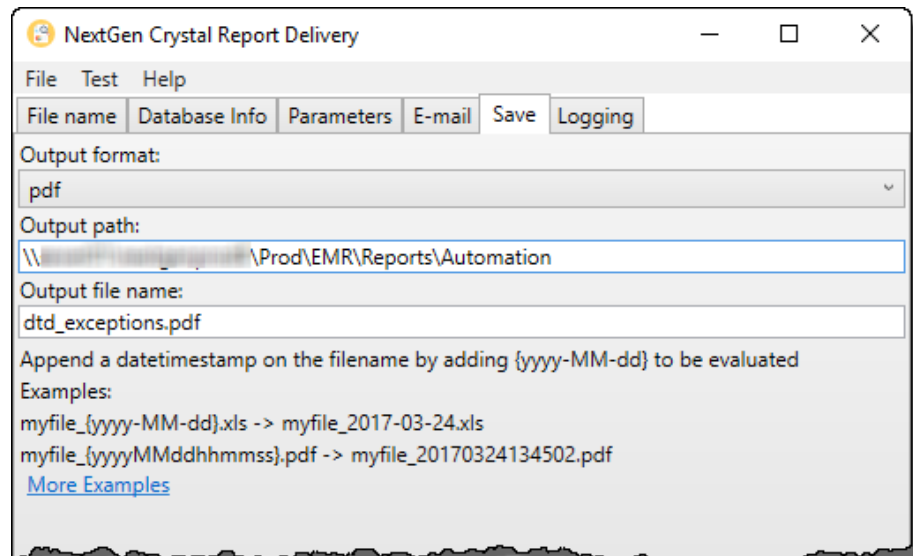 NextGen Crystal Report Delivery
File Test Help
File name Database Info Parameters E-mail Save Logging
Output format:
pdf
Output path:
\\ \Prod\EMR\Reports\Automation
Output file name:
dtd_exceptions.pdf
Append a datetimestamp on the filename by adding {yyyy-MM-dd} to be evaluated
Examples:
myfile_{yyyy-MM-dd}.xls -> myfile_2017-03-24.xls
myfile_{yyyyMMddhhmmss}.pdf -> myfile_20170324134502.pdf
More Examples